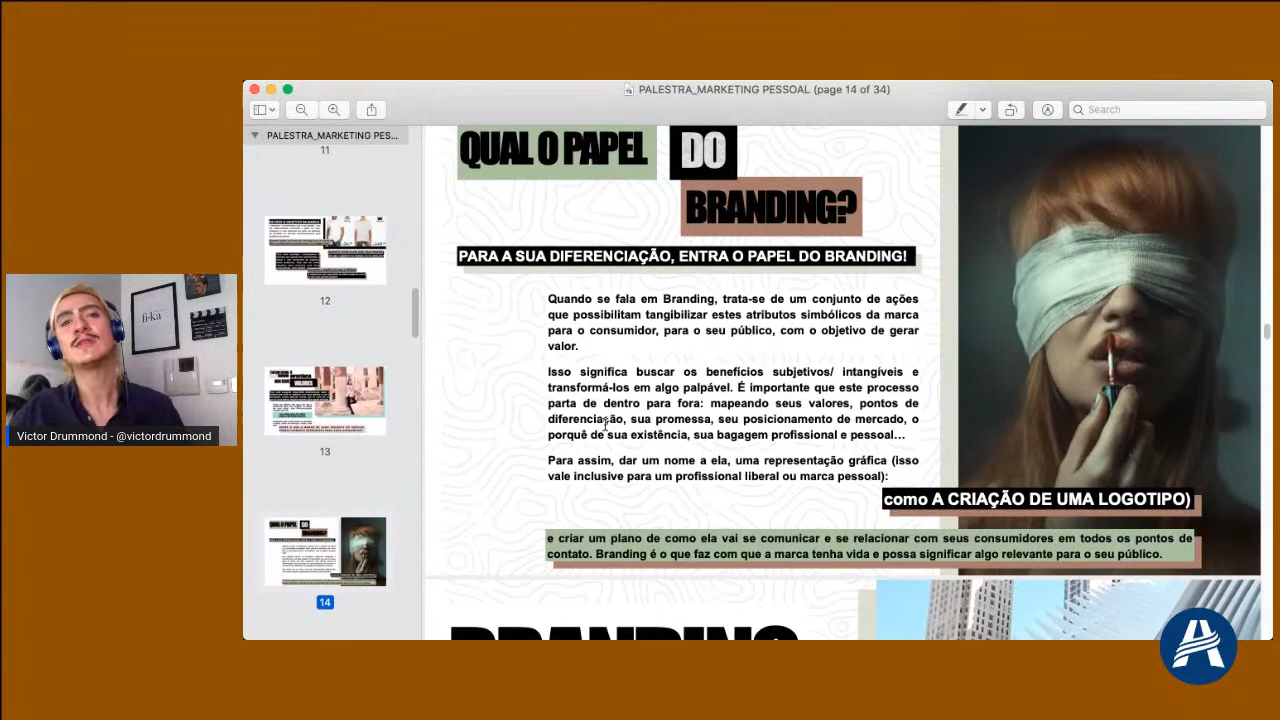 PALESTRA_MARKETING PESSOAL (page 14 of 34)
Search
PALESTRA_MARKETING PES...
11
12
13
14
QUAL O PAPEL DO
BRANDING?
PARA A SUA DIFERENCIAÇÃO, ENTRA O PAPEL DO BRANDING!
Quando se fala em Branding, trata-se de um conjunto de ações
que possibilitam tangibilizar estes atributos simbólicos da marca
para o consumidor, para o seu público, com o objetivo de gerar
valor.
Isso significa buscar os benefícios subjetivos/ intangíveis e
transformá-los em algo palpável. É importante que este processo
parta de dentro para fora: mapeando seus valores, pontos de
diferenciação, sua promessa, seu posicionamento de mercado, o
porquê de sua existência, sua bagagem profissional e pessoal...
Para assim, dar um nome a ela, uma representação gráfica (isso
vale inclusive para um profissional liberal ou marca pessoal):
como A CRIAÇÃO DE UMA LOGOTIPO)
e criar um plano de como ela vai se comunicar e se relacionar com seus consumidores em todos os pontos de
contato. Branding é o que faz com que a marca tenha vida e possa significar algo relevante para o seu público.
BRANDING
fi·ka
Victor Drummond - @victordrummond